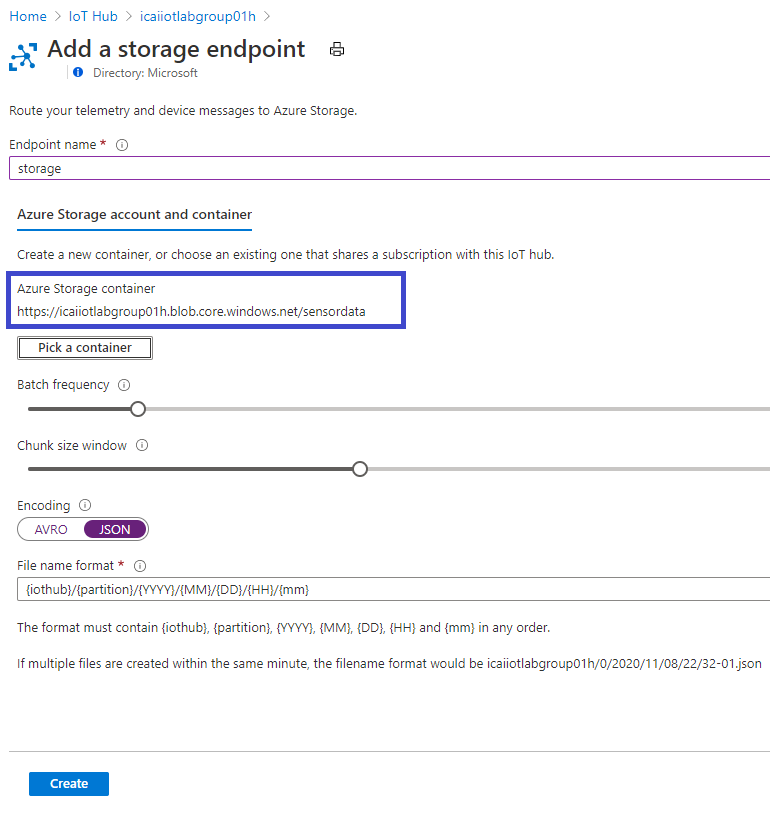 Home > IoT Hub > icaiiotlabgroup01h >
Add a storage endpoint
Directory: Microsoft
Route your telemetry and device messages to Azure Storage.
Endpoint name *
storage
Azure Storage account and container
Create a new container, or choose an existing one that shares a subscription with this IoT hub.
Azure Storage container
https://icaiiotlabgroup01h.blob.core.windows.net/sensordata
Pick a container
Batch frequency
Chunk size window
Encoding
AVRO JSON
File name format *
{iothub}/{partition}/{YYYY}/{MM}/{DD}/{HH}/{mm}
The format must contain {iothub}, {partition}, {YYYY}, {MM}, {DD}, {HH} and {mm} in any order.
If multiple files are created within the same minute, the filename format would be icaiiotlabgroup01h/0/2020/11/08/22/32-01.json
Create